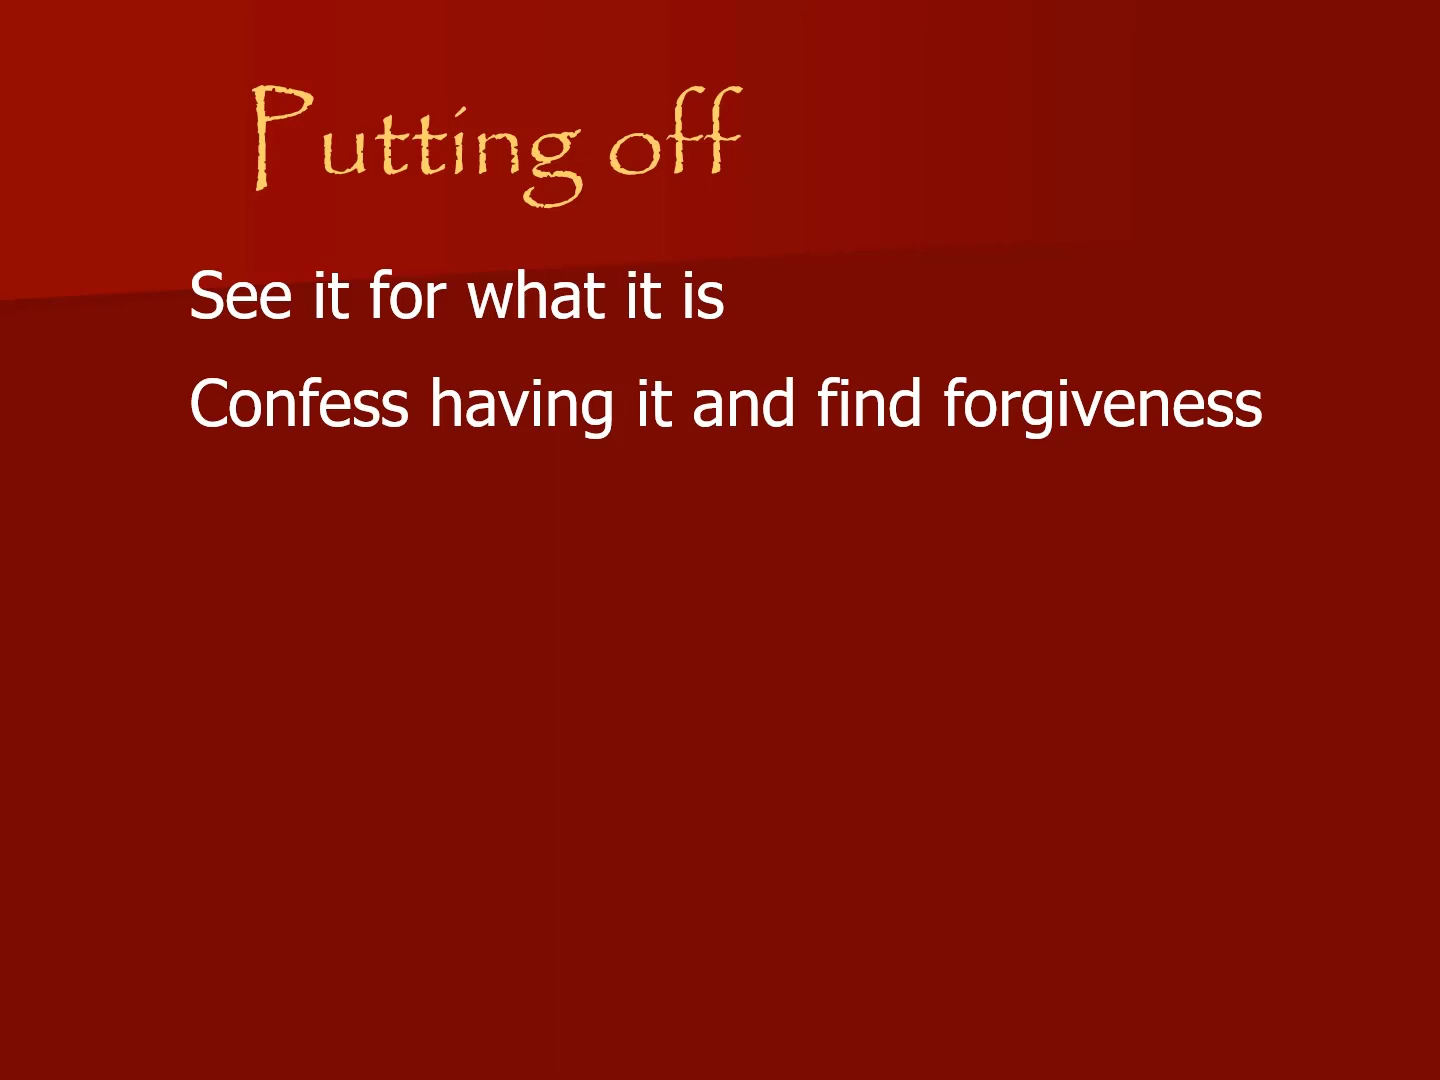 Putting off
See it for what it is
Confess having it and find forgiveness